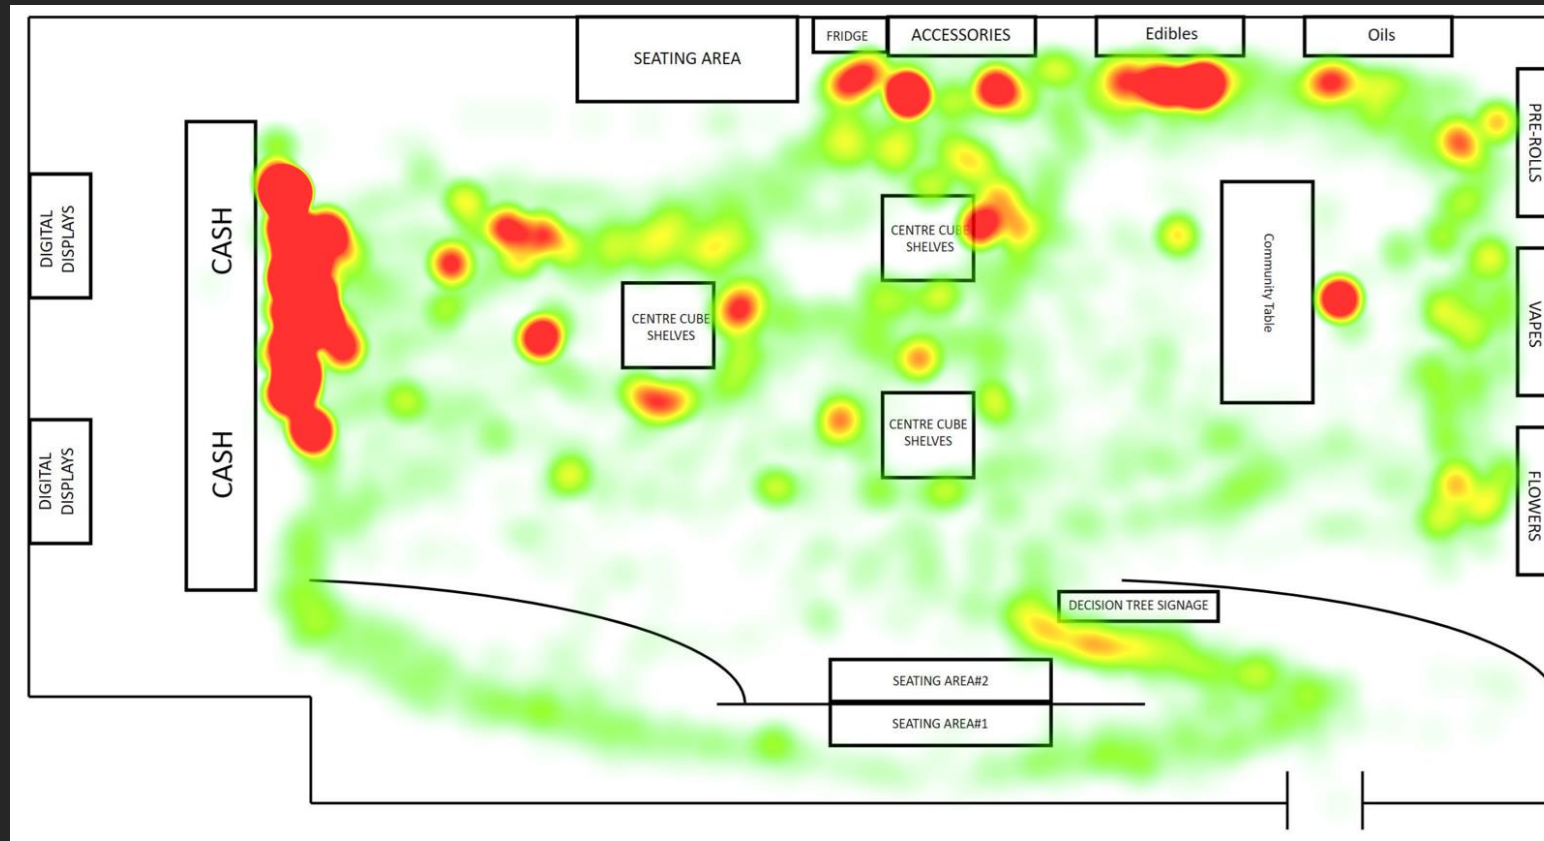 SEATING AREA
FRIDGE
ACCESSORIES
Edibles
Oils
PRE-ROLLS
DIGITAL
DISPLAYS
CASH
CENTRE CUBE
SHELVES
Community Table
CENTRE CUBE
SHELVES
VAPES
CENTRE CUBE
SHELVES
DIGITAL
DISPLAYS
CASH
FLOWERS
DECISION TREE SIGNAGE
SEATING AREA#2
SEATING AREA#1